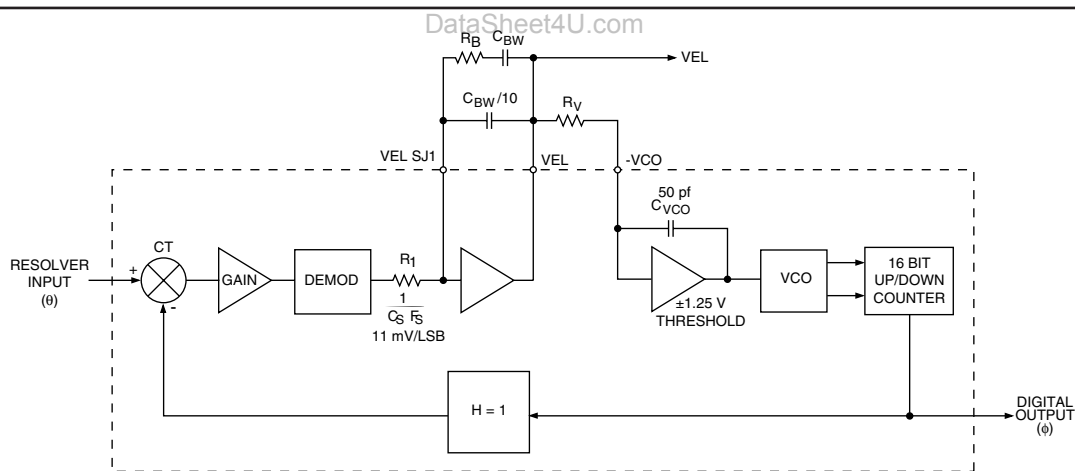 DataSheet4U.com
RB CBW
VEL
CBW/10
RV
VEL SJ1
VEL
-VCO
50 pf
CVCO
CT
RESOLVER
INPUT
(θ)
+
-
GAIN
DEMOD
R1
1
CS FS
11 mV/LSB
±1.25 V
THRESHOLD
VCO
16 BIT
UP/DOWN
COUNTER
H = 1
DIGITAL
OUTPUT
(ϕ)